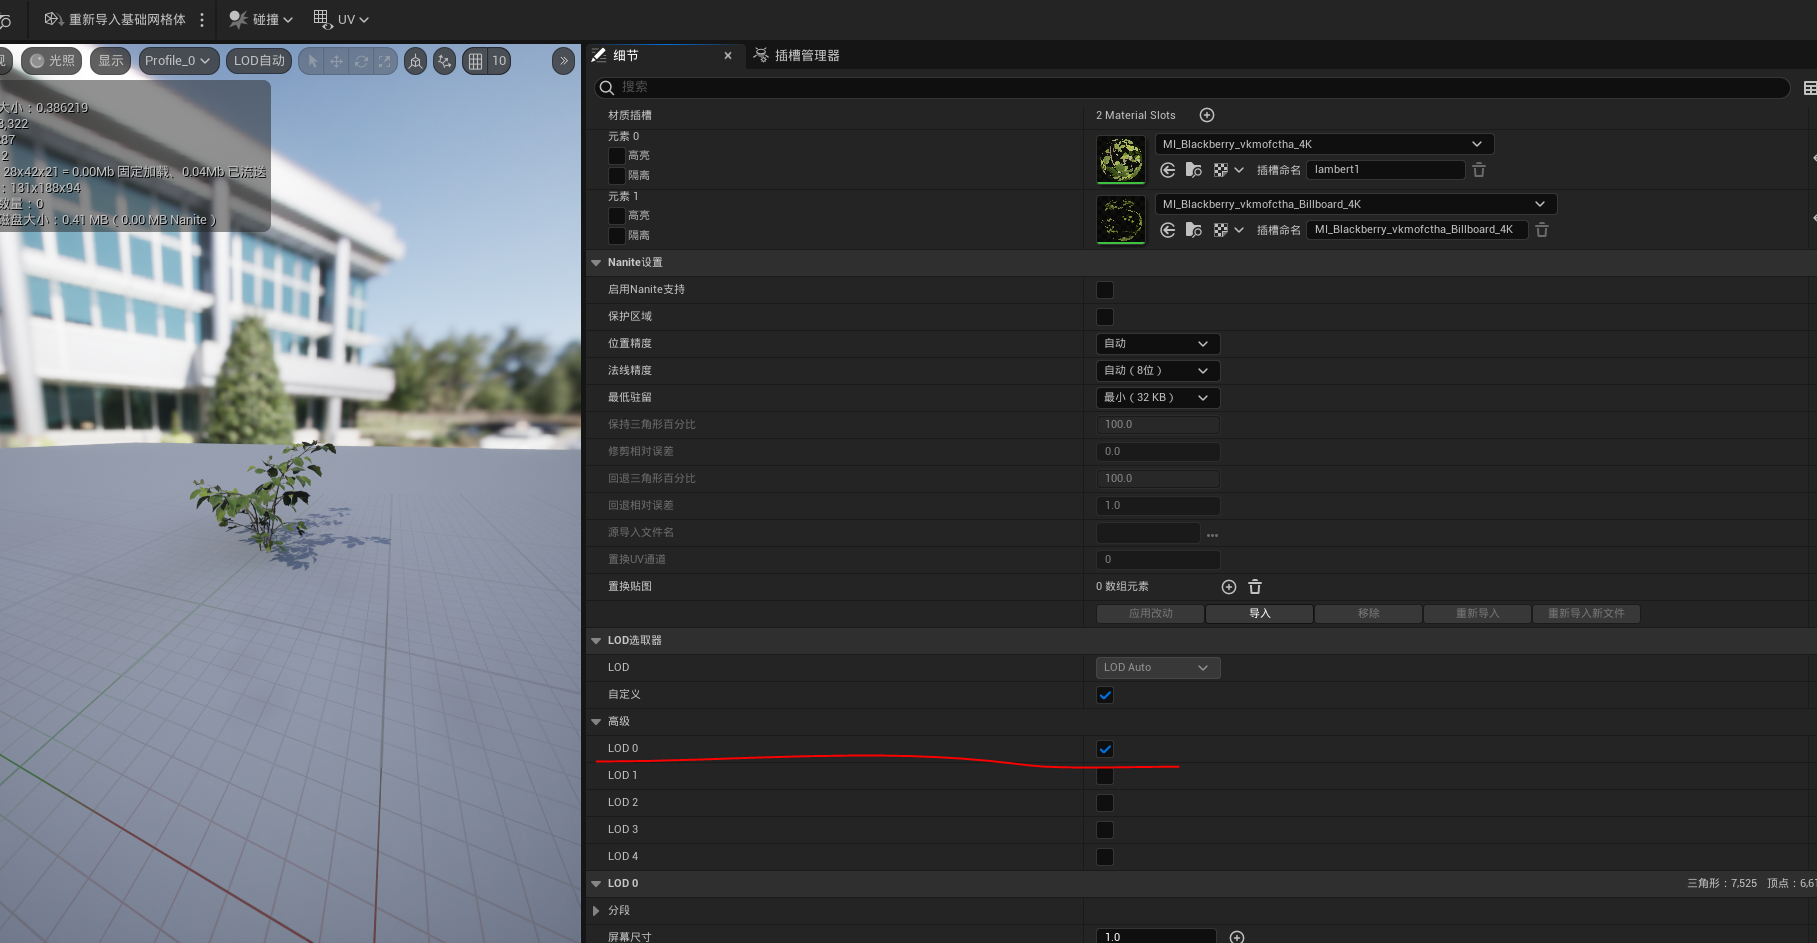 重新导入基础网格体
碰撞
UV
光照
显示
Profile_0
LOD自动
10
大小：0.386219
3,322
87
2
28x42x21 = 0.00Mb 固定加载、0.04Mb 已流送
：131x188x94
数量：0
磁盘大小：0.41 MB（0.00 MB Nanite）
细节
插槽管理器
搜索
材质插槽
2 Material Slots
元素 0
高亮
隔离
MI_Blackberry_vkmofctha_4K
插槽命名
lambert1
元素 1
高亮
隔离
MI_Blackberry_vkmofctha_Billboard_4K
插槽命名
MI_Blackberry_vkmofctha_Billboard_4K
Nanite设置
启用Nanite支持
保护区域
位置精度
自动
法线精度
自动（8位）
最低驻留
最小（32 KB）
保持三角形百分比
100.0
修剪相对误差
0.0
回退三角形百分比
100.0
回退相对误差
1.0
源导入文件名
...
置换UV通道
0
置换贴图
0 数组元素
应用改动
导入
移除
重新导入
重新导入新文件
LOD选取器
LOD
LOD Auto
自定义
高级
LOD 0
LOD 1
LOD 2
LOD 3
LOD 4
LOD 0
三角形：7,525
顶点：6,6
分段
屏幕尺寸
1.0